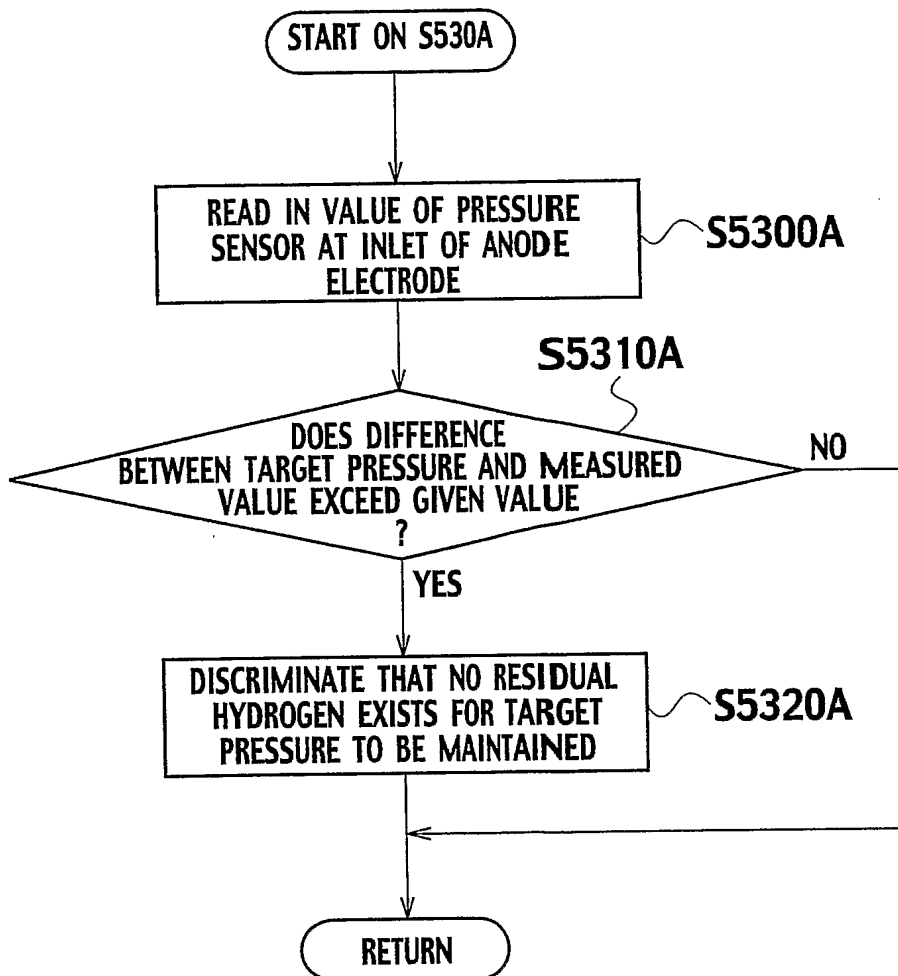 START ON S530A
READ IN VALUE OF PRESSURE
SENSOR AT INLET OF ANODE
ELECTRODE
S5300A
S5310A
DOES DIFFERENCE
BETWEEN TARGET PRESSURE AND MEASURED
VALUE EXCEED GIVEN VALUE
?
NO
YES
DISCRIMINATE THAT NO RESIDUAL
HYDROGEN EXISTS FOR TARGET
PRESSURE TO BE MAINTAINED
S5320A
RETURN